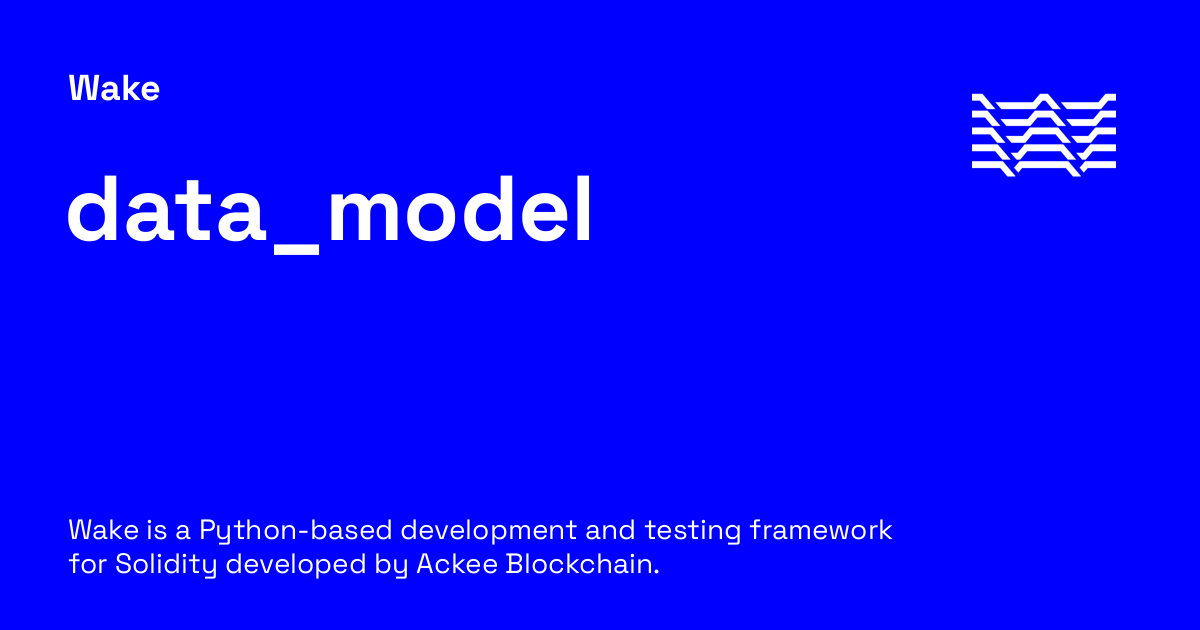 Wake
data_model
Wake is a Python-based development and testing framework
for Solidity developed by Ackee Blockchain.